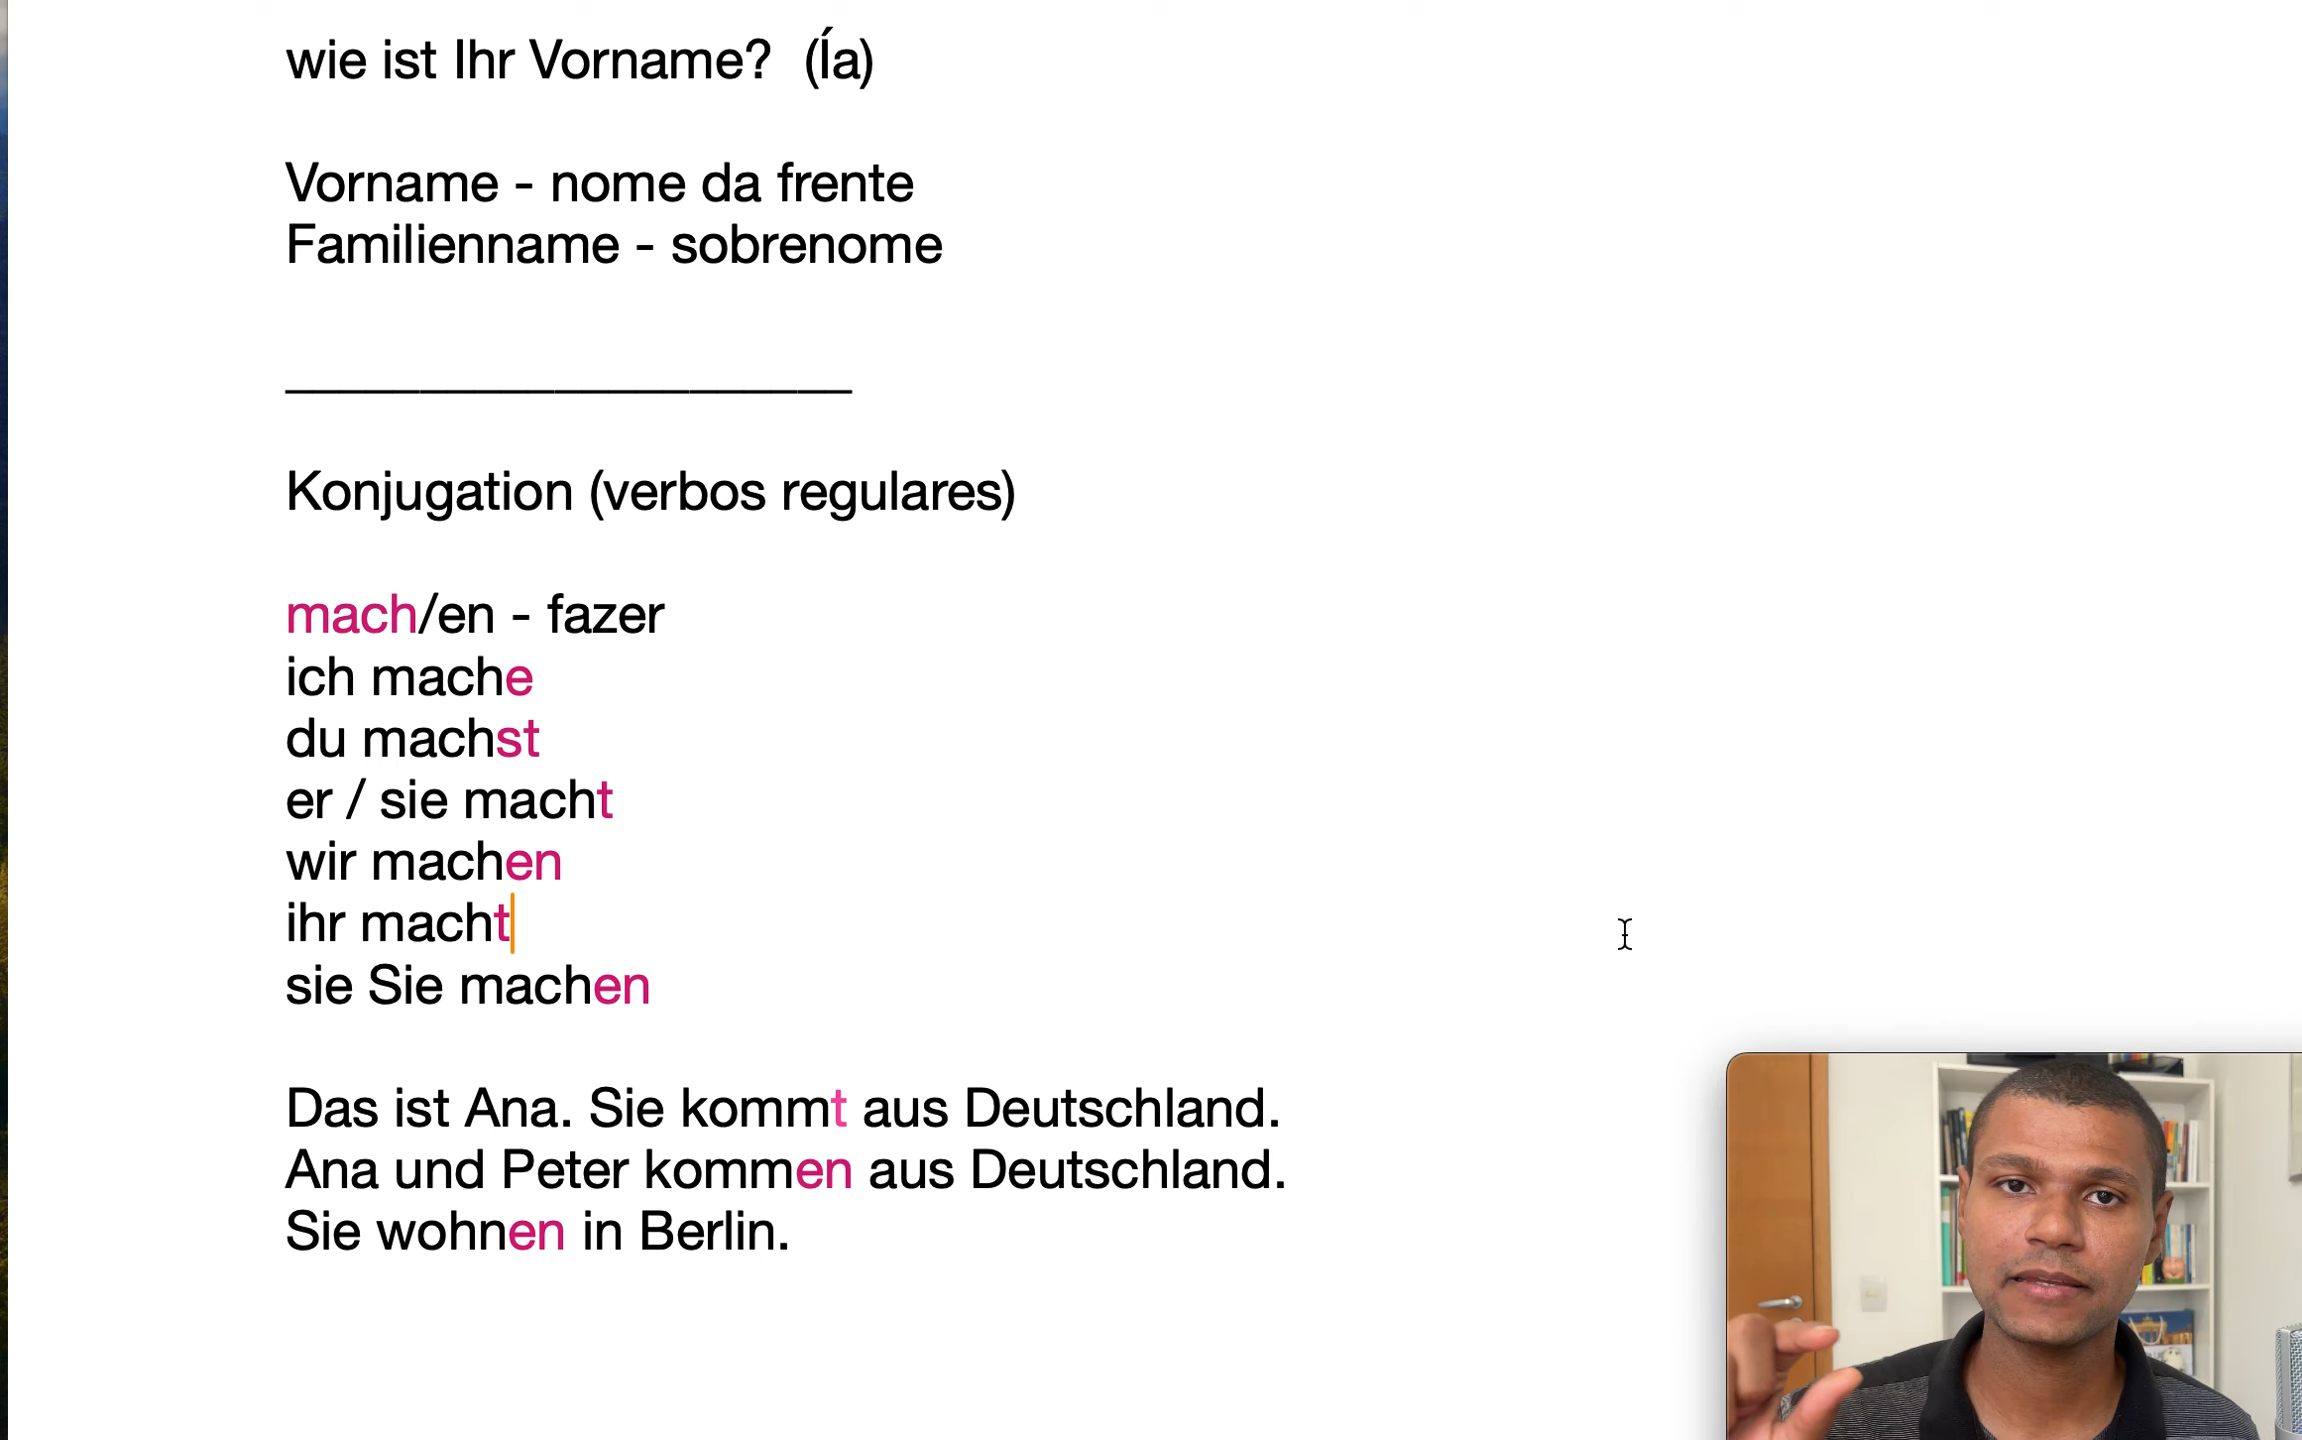 wie ist Ihr Vorname?  (Ía)
Vorname - nome da frente
Familienname - sobrenome
_____________________
Konjugation (verbos regulares)
mach/en - fazer
ich mache
du machst
er / sie macht
wir machen
ihr macht
sie Sie machen
Das ist Ana. Sie kommt aus Deutschland.
Ana und Peter kommen aus Deutschland.
Sie wohnen in Berlin.